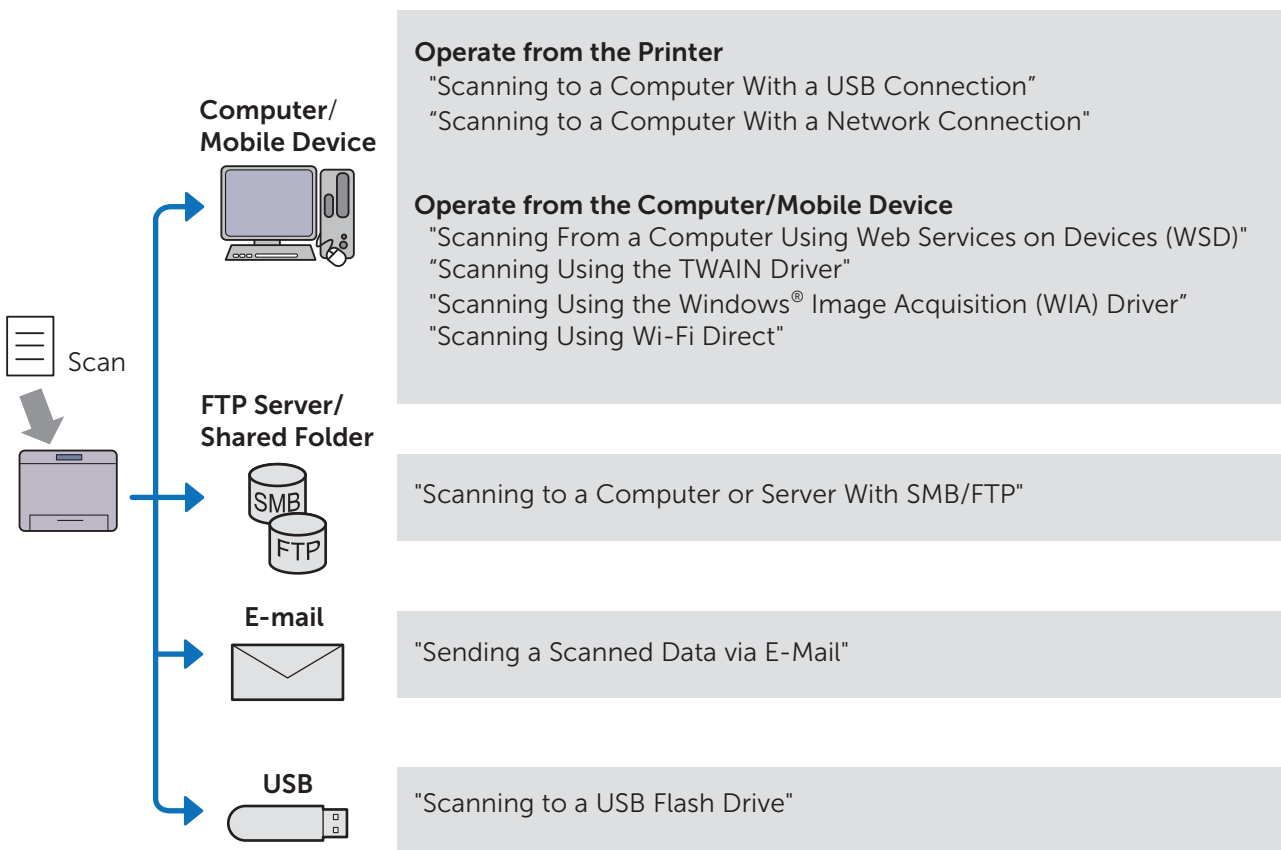 Scan
Computer/
Mobile Device
Operate from the Printer
"Scanning to a Computer With a USB Connection”
“Scanning to a Computer With a Network Connection"
Operate from the Computer/Mobile Device
"Scanning From a Computer Using Web Services on Devices (WSD)"
“Scanning Using the TWAIN Driver"
"Scanning Using the Windows® Image Acquisition (WIA) Driver”
"Scanning Using Wi-Fi Direct"
FTP Server/
Shared Folder
SMB
FTP
"Scanning to a Computer or Server With SMB/FTP"
E-mail
"Sending a Scanned Data via E-Mail"
USB
"Scanning to a USB Flash Drive"